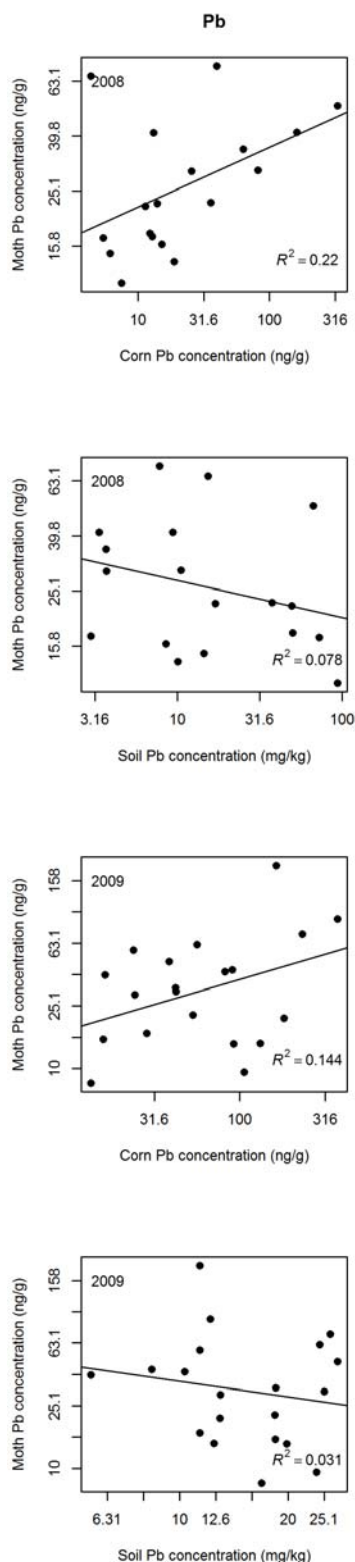 Pb
Moth Pb concentration (ng/g)
63.1
39.8
25.1
15.8
2008
R² = 0.22
10 31.6 100 316
Corn Pb concentration (ng/g)
Moth Pb concentration (ng/g)
63.1
39.8
25.1
15.8
2008
R² = 0.078
3.16 10 31.6 100
Soil Pb concentration (mg/kg)
Moth Pb concentration (ng/g)
158
63.1
25.1
10
2009
R² = 0.144
31.6 100 316
Corn Pb concentration (ng/g)
Moth Pb concentration (ng/g)
158
63.1
25.1
10
2009
R² = 0.031
6.31 10 12.6 20 25.1
Soil Pb concentration (mg/kg)